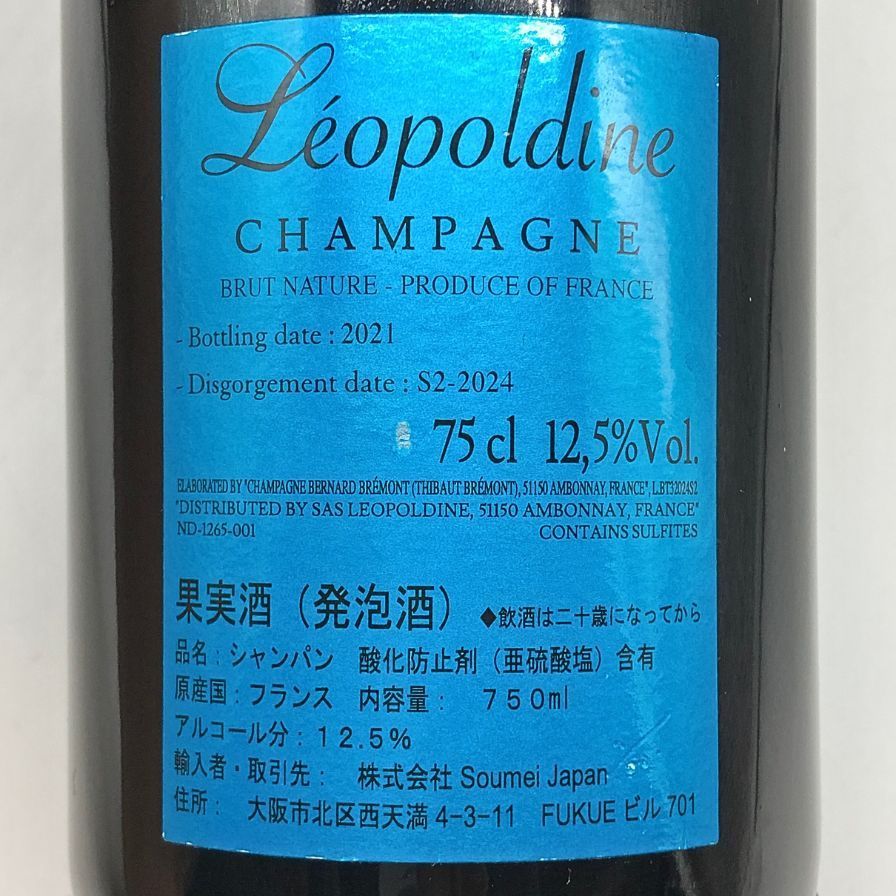 Léopoldine
CHAMPAGNE
BRUT NATURE - PRODUCE OF FRANCE
- Bottling date : 2021
- Disgorgement date : S2-2024
75 cl 12,5%Vol.
ELABORATED BY "CHAMPAGNE BERNARD BRÉMONT (THIBAUT BRÉMONT), 51150 AMBONNAY, FRANCE", L.BT32024S2
"DISTRIBUTED BY SAS LEOPOLDINE, 51150 AMBONNAY, FRANCE"
ND-1265-001 CONTAINS SULFITES
果実酒（発泡酒） ◆飲酒は二十歳になってから
品名：シャンパン 酸化防止剤（亜硫酸塩）含有
原産国：フランス 内容量： ７５０ml
アルコール分：１２.５％
輸入者・取引先： 株式会社 Soumei Japan
住所： 大阪市北区西天満 4-3-11 FUKUE ビル 701